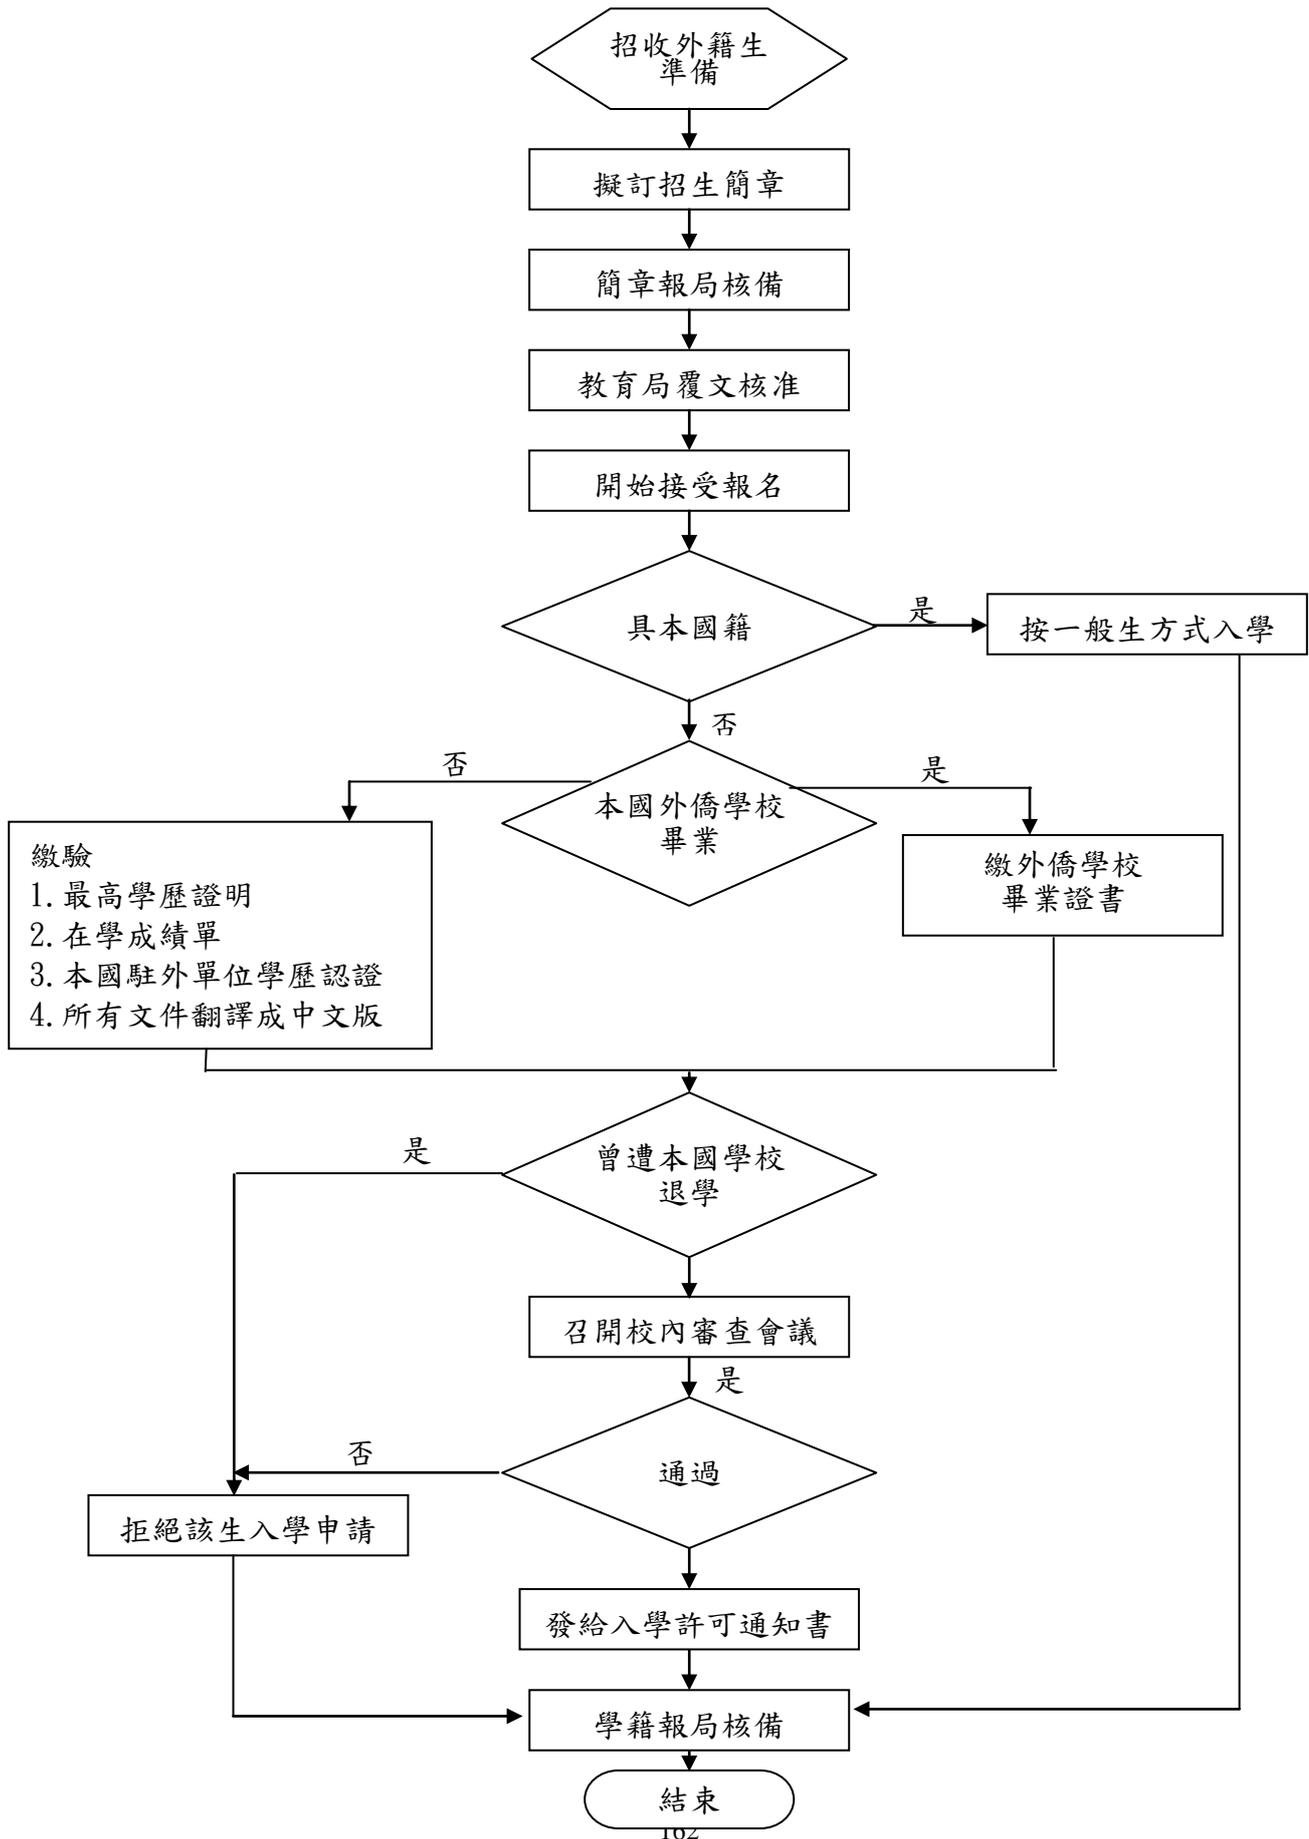 招收外籍生
準備
擬訂招生簡章
簡章報局核備
教育局覆文核准
開始接受報名
具本國籍
是
按一般生方式入學
否
否
是
本國外僑學校
畢業
繳驗
1.最高學歷證明
2.在學成績單
3.本國駐外單位學歷認證
4.所有文件翻譯成中文版
繳外僑學校
畢業證書
是
曾遭本國學校
退學
召開校內審查會議
是
否
通過
拒絕該生入學申請
發給入學許可通知書
學籍報局核備
結束
162